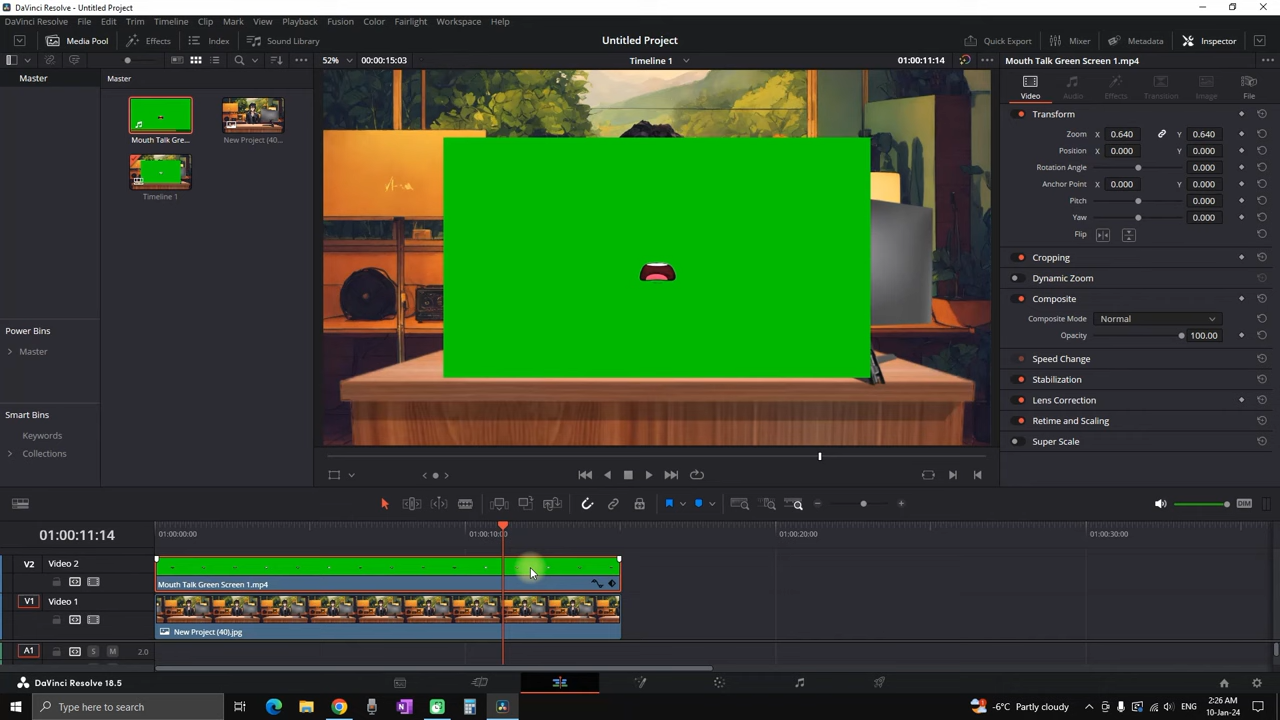 DaVinci Resolve - Untitled Project
DaVinci Resolve File Edit Trim Timeline Clip Mark View Playback Fusion Color Fairlight Workspace Help
Media Pool Effects Index Sound Library Untitled Project Quick Export Mixer Metadata Inspector
Master 52% 00:00:15:03 Timeline 1 01:00:11:14 Mouth Talk Green Screen 1.mp4
Master
Mouth Talk Gre... New Project (40...
Timeline 1
Power Bins
Master
Smart Bins
Keywords
Collections
Video Audio Effects Transition Image File
Transform
Zoom X 0.640 Y 0.640
Position X 0.000 Y 0.000
Rotation Angle 0.000
Anchor Point X 0.000 Y 0.000
Pitch 0.000
Yaw 0.000
Flip
Cropping
Dynamic Zoom
Composite
Composite Mode Normal
Opacity 100.00
Speed Change
Stabilization
Lens Correction
Retime and Scaling
Super Scale
DIM
01:00:11:14 01:00:00:00 01:00:10:00 01:00:20:00 01:00:30:00
V2 Video 2
Mouth Talk Green Screen 1.mp4
V1 Video 1
New Project (40).jpg
A1 S M 2.0
DaVinci Resolve 18.5
Type here to search
-6°C Partly cloudy
2:26 AM
10-Jan-24